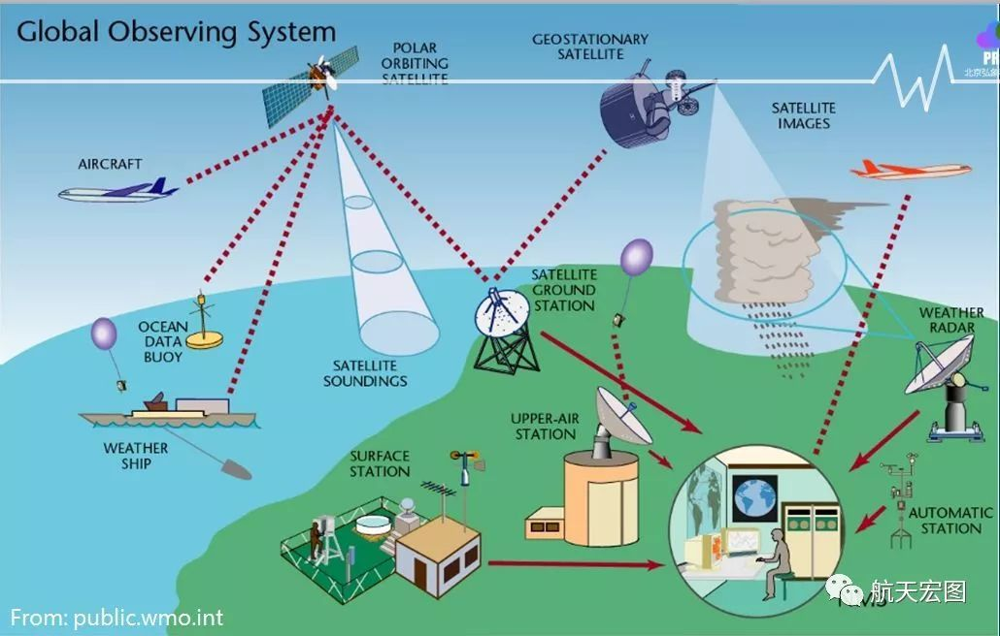 Global Observing System
POLAR
ORBITING
SATELLITE
GEOSTATIONARY
SATELLITE
SATELLITE
IMAGES
AIRCRAFT
OCEAN
DATA
BUOY
SATELLITE
SOUNDINGS
SATELLITE
GROUND
STATION
WEATHER
RADAR
WEATHER
SHIP
UPPER-AIR
STATION
SURFACE
STATION
AUTOMATIC
STATION
航天宏图
From: public.wmo.int